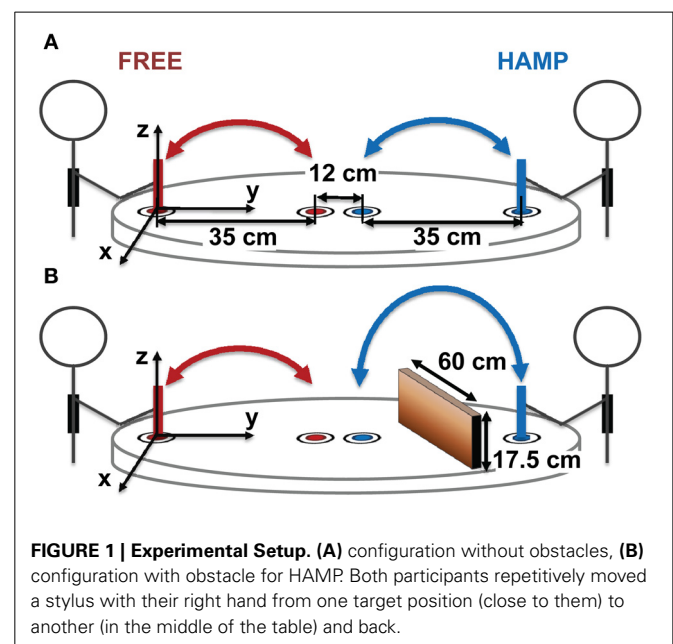 A
FREE
HAMP
z
12 cm
y
35 cm
35 cm
x
B
60 cm
z
y
17.5 cm
x
FIGURE 1 | Experimental Setup. (A) configuration without obstacles, (B)
configuration with obstacle for HAMP. Both participants repetitively moved
a stylus with their right hand from one target position (close to them) to
another (in the middle of the table) and back.